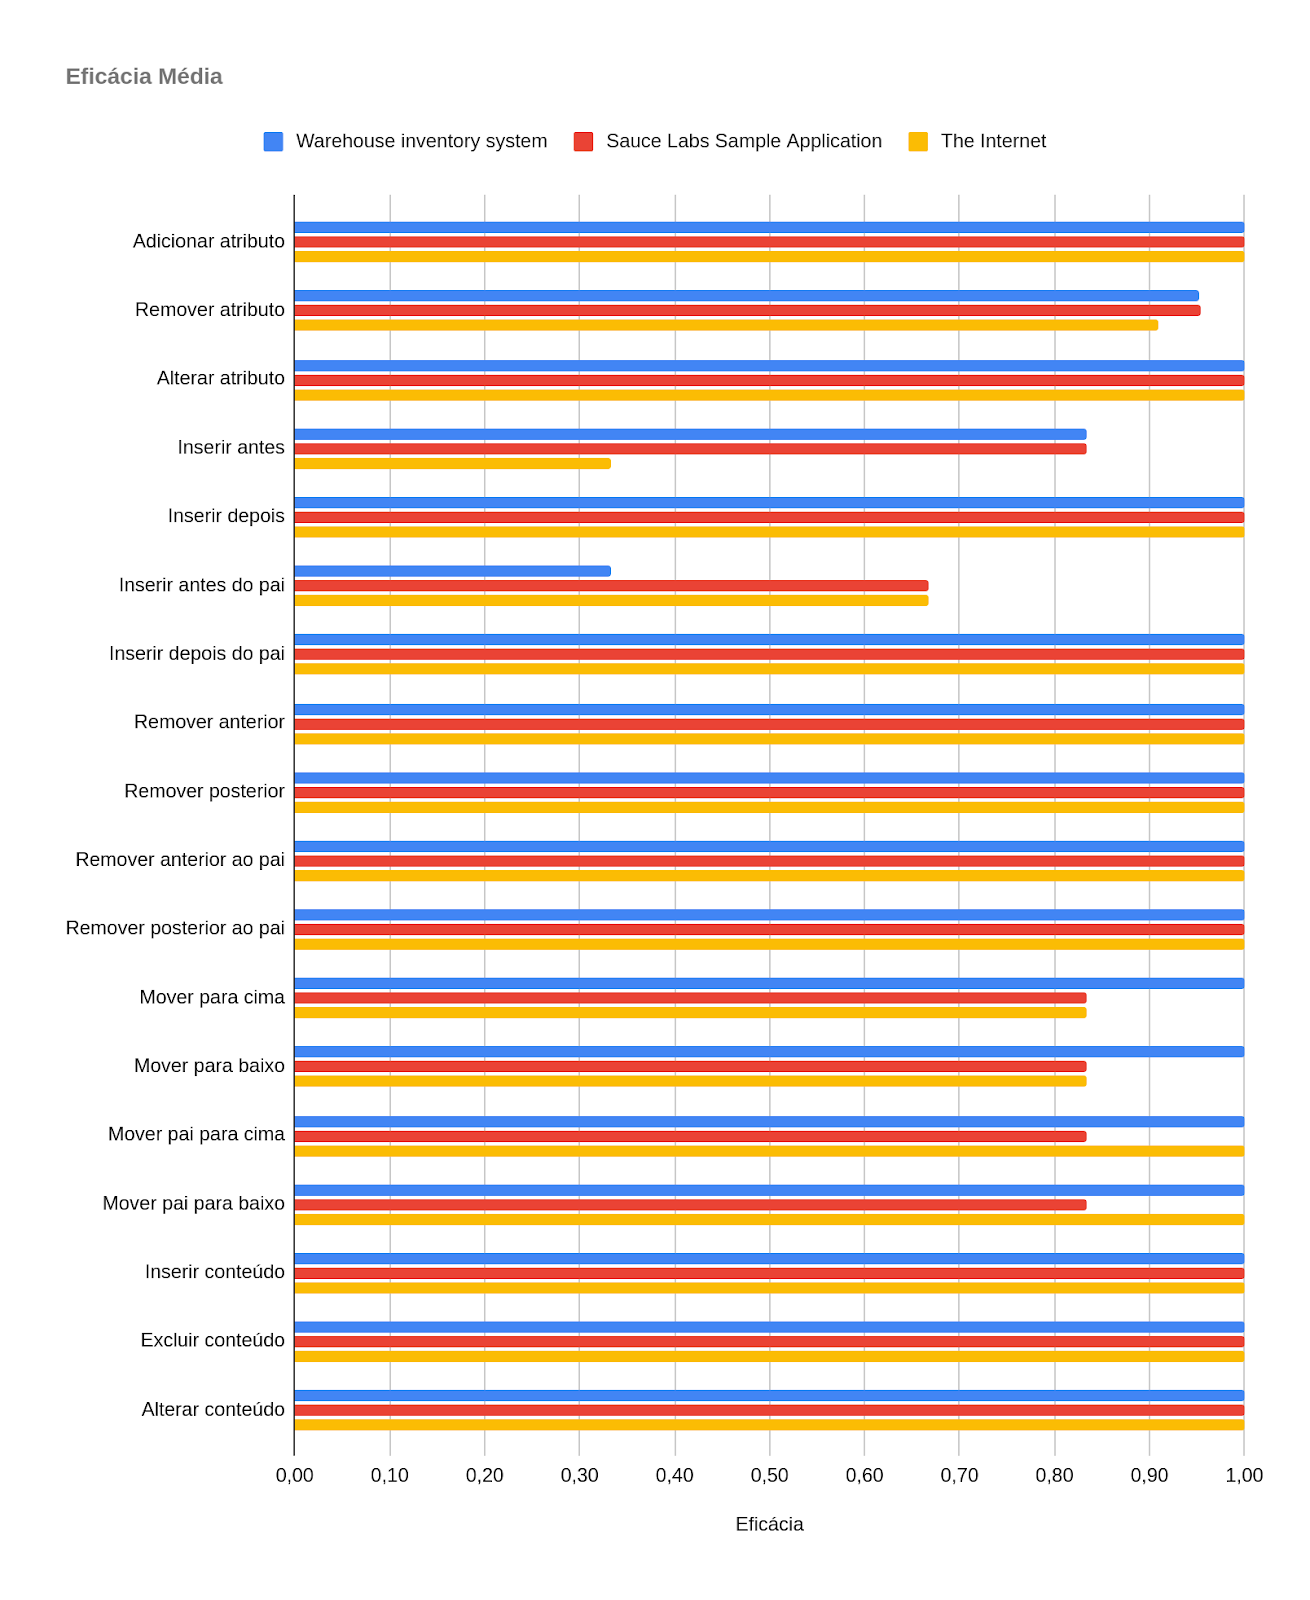 Eficácia Média
Warehouse inventory system Sauce Labs Sample Application The Internet
Adicionar atributo
Remover atributo
Alterar atributo
Inserir antes
Inserir depois
Inserir antes do pai
Inserir depois do pai
Remover anterior
Remover posterior
Remover anterior ao pai
Remover posterior ao pai
Mover para cima
Mover para baixo
Mover pai para cima
Mover pai para baixo
Inserir conteúdo
Excluir conteúdo
Alterar conteúdo
0,00 0,10 0,20 0,30 0,40 0,50 0,60 0,70 0,80 0,90 1,00
Eficácia